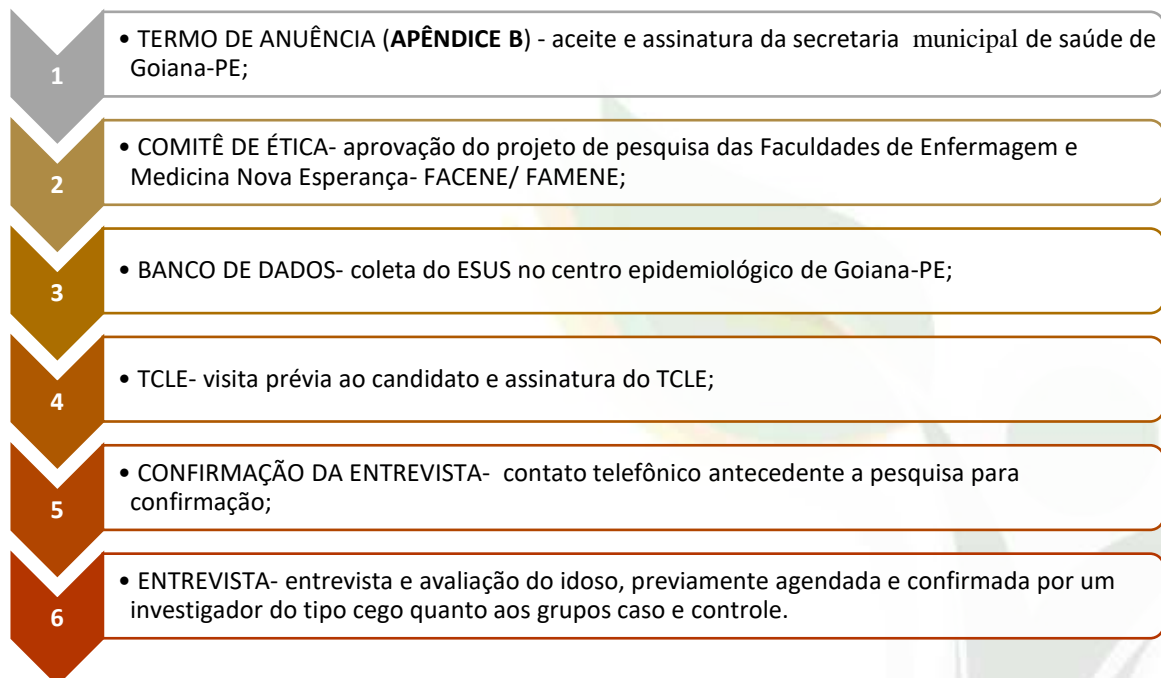 1
• TERMO DE ANUÊNCIA (APÊNDICE B) - aceite e assinatura da secretaria municipal de saúde de
Goiana-PE;
2
• COMITÊ DE ÉTICA- aprovação do projeto de pesquisa das Faculdades de Enfermagem e
Medicina Nova Esperança- FACENE/ FAMENE;
3
• BANCO DE DADOS- coleta do ESUS no centro epidemiológico de Goiana-PE;
4
• TCLE- visita prévia ao candidato e assinatura do TCLE;
5
• CONFIRMAÇÃO DA ENTREVISTA- contato telefônico antecedente a pesquisa para
confirmação;
6
• ENTREVISTA- entrevista e avaliação do idoso, previamente agendada e confirmada por um
investigador do tipo cego quanto aos grupos caso e controle.